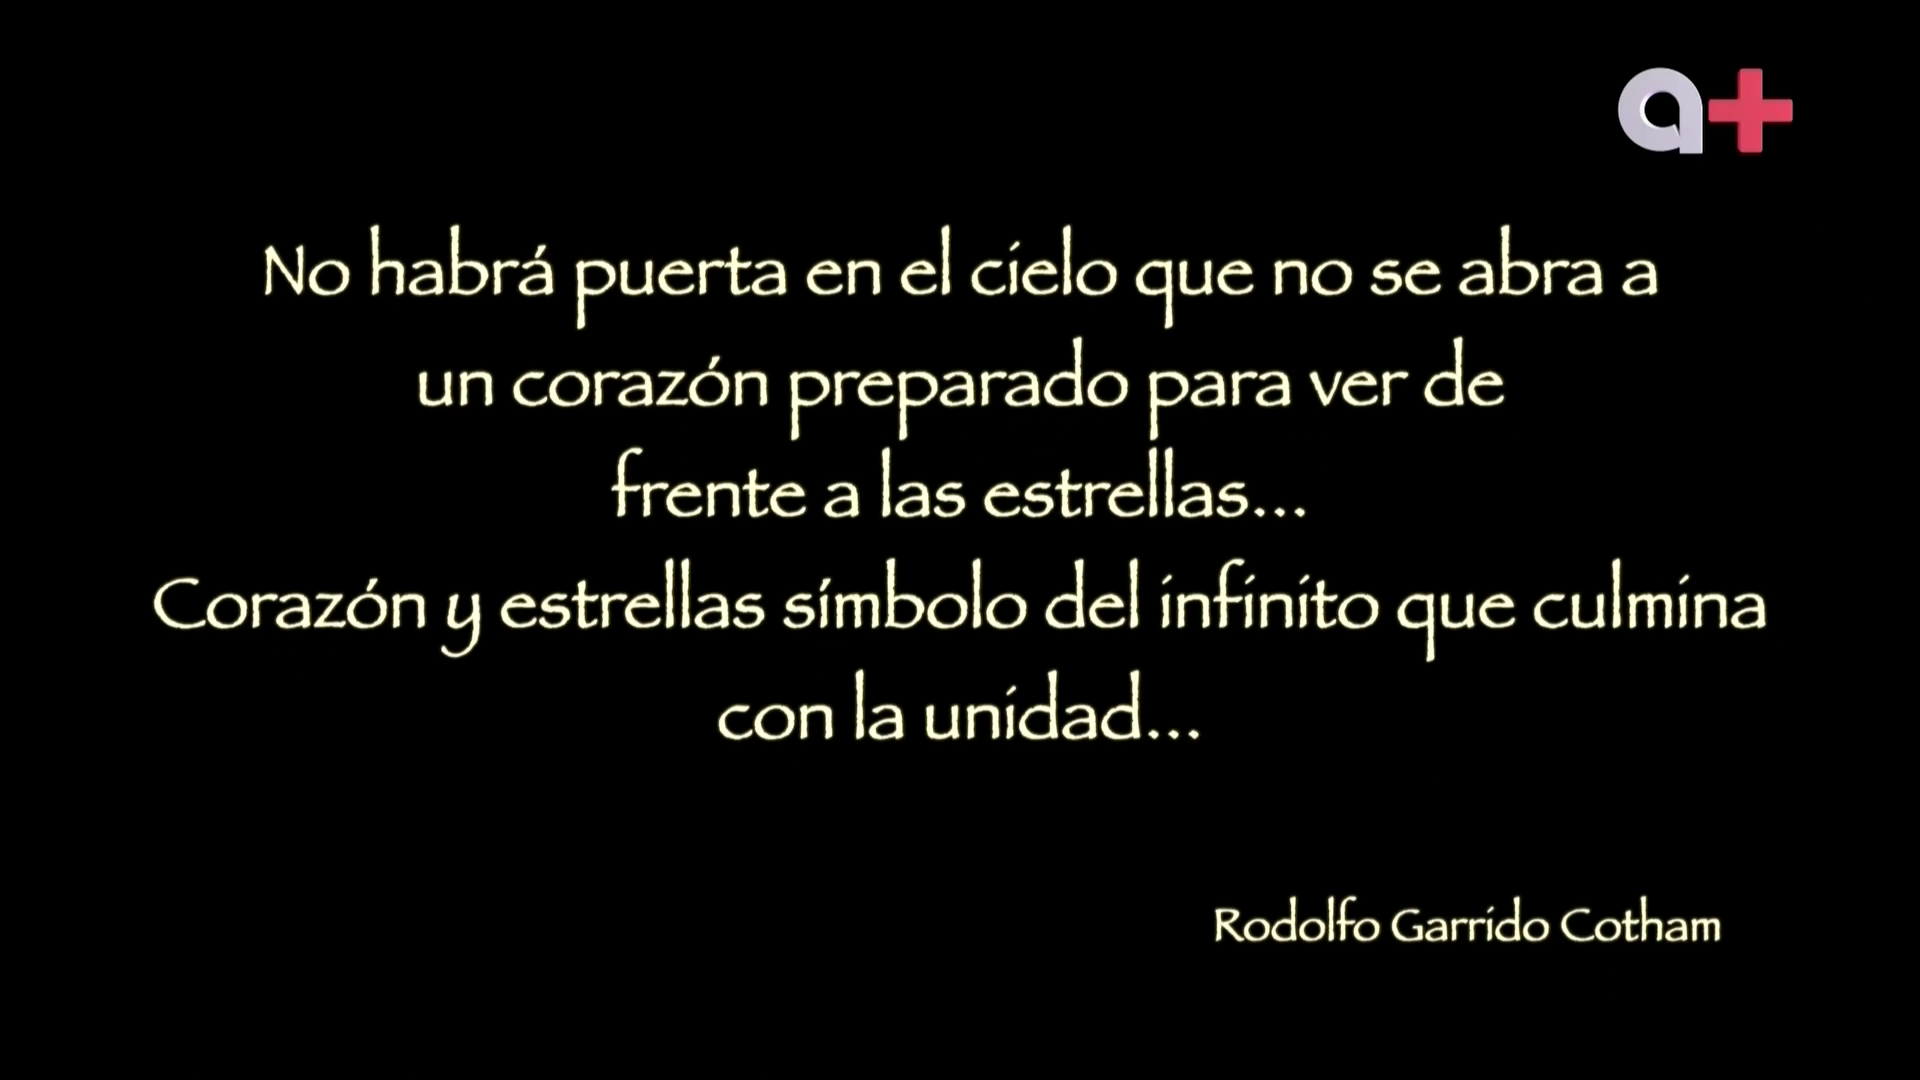 a+
No habrá puerta en el cielo que no se abra a
un corazón preparado para ver de
frente a las estrellas...
Corazón y estrellas símbolo del infinito que culmina
con la unidad...
Rodolfo Garrido Cotham